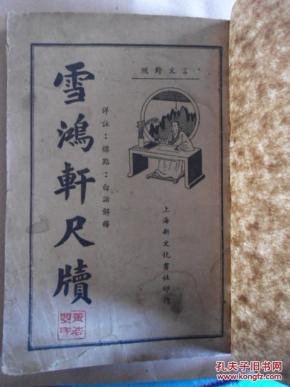 言文對照
雪鴻軒尺牘
詳註：標點：白話解釋
上海新文化書社印行
孔夫子旧书网